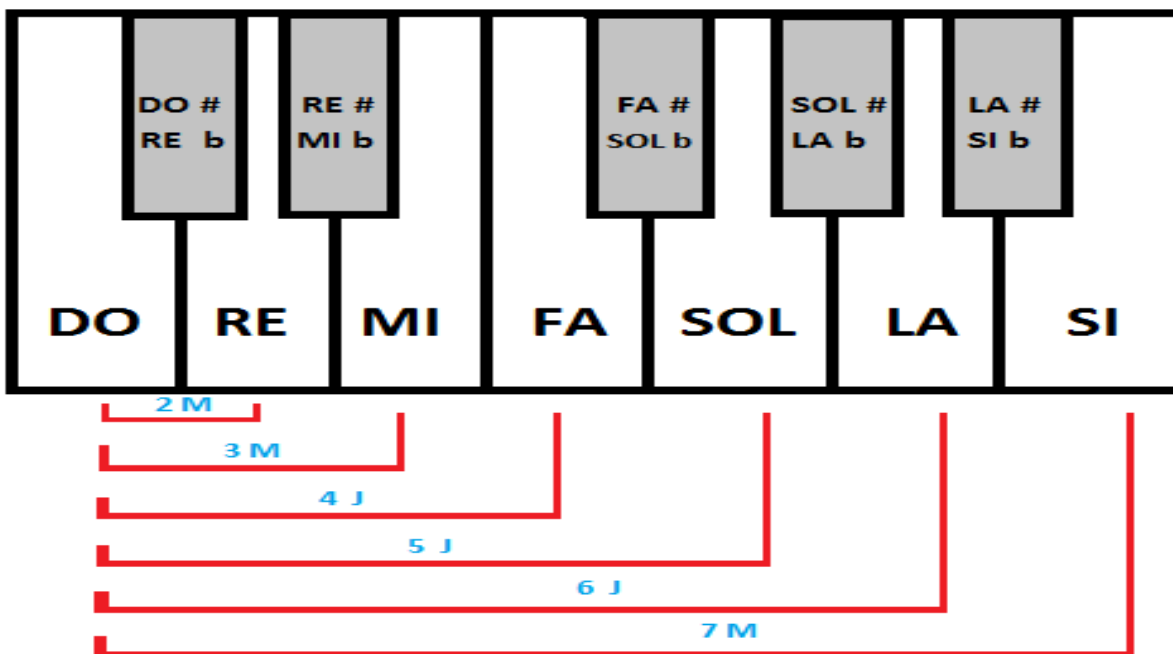 DO # RE # FA # SOL # LA #
RE b MI b SOL b LA b SI b
DO RE MI FA SOL LA SI
2 M
3 M
4 J
5 J
6 J
7 M